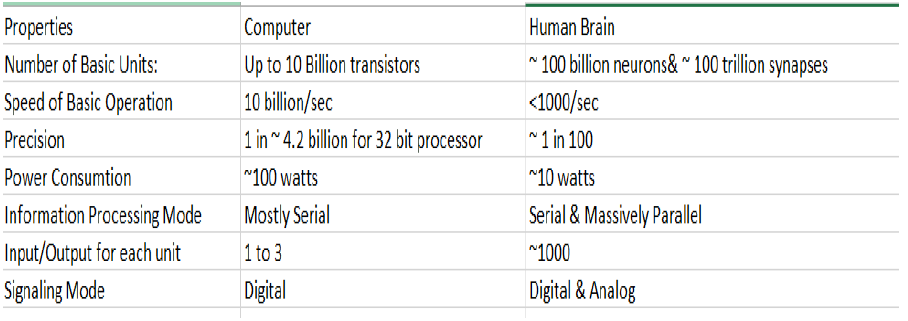 Properties Computer Human Brain
Number of Basic Units: Up to 10 Billion transistors ~ 100 billion neurons& ~ 100 trillion synapses
Speed of Basic Operation 10 billion/sec <1000/sec
Precision 1 in ~ 4.2 billion for 32 bit processor ~ 1 in 100
Power Consumtion ~100 watts ~10 watts
Information Processing Mode Mostly Serial Serial & Massively Parallel
Input/Output for each unit 1 to 3 ~1000
Signaling Mode Digital Digital & Analog